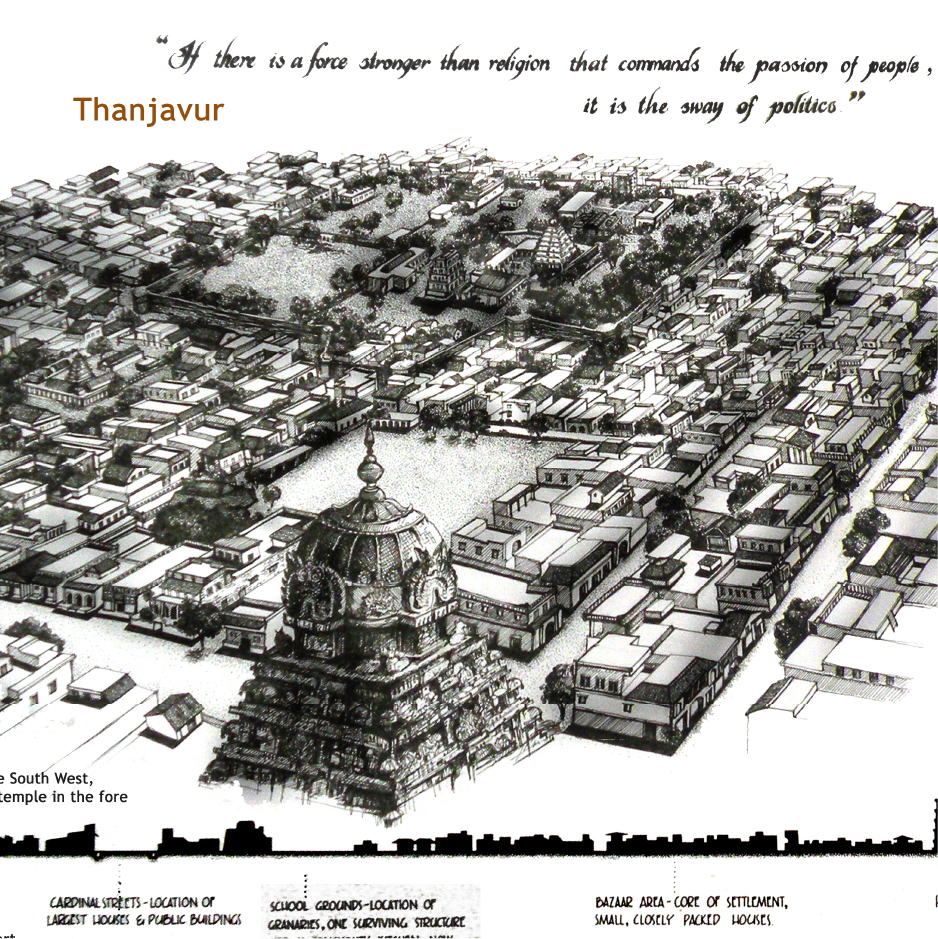 “If there is a force stronger than religion that commands the passion of people,
it is the sway of politics.”
Thanjavur
e South West,
temple in the fore
CARDINAL STREETS - LOCATION OF
LARGEST HOUSES & PUBLIC BUILDINGS
SCHOOL GROUNDS - LOCATION OF
GRANARIES, ONE SURVIVING STRUCTURE
BAZAAR AREA - CORE OF SETTLEMENT,
SMALL, CLOSELY PACKED HOUSES.